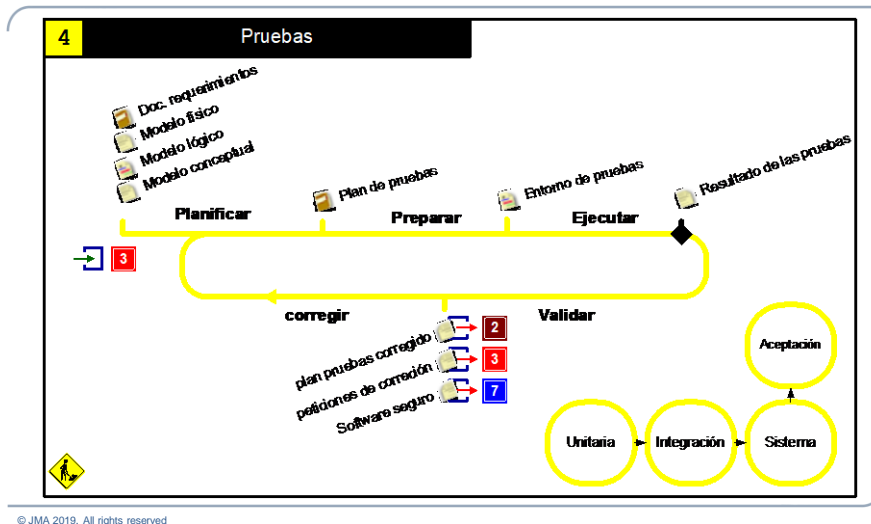 4
Pruebas
Doc. requerimientos
Modelo físico
Modelo lógico
Modelo conceptual
Plan de pruebas
Entorno de pruebas
Resultado de las pruebas
Planificar
Preparar
Ejecutar
3
corregir
Validar
plan pruebas corregido
2
peticiones de correción
3
Software seguro
7
Aceptación
Unitaria
Integración
Sistema
© JMA 2019. All rights reserved